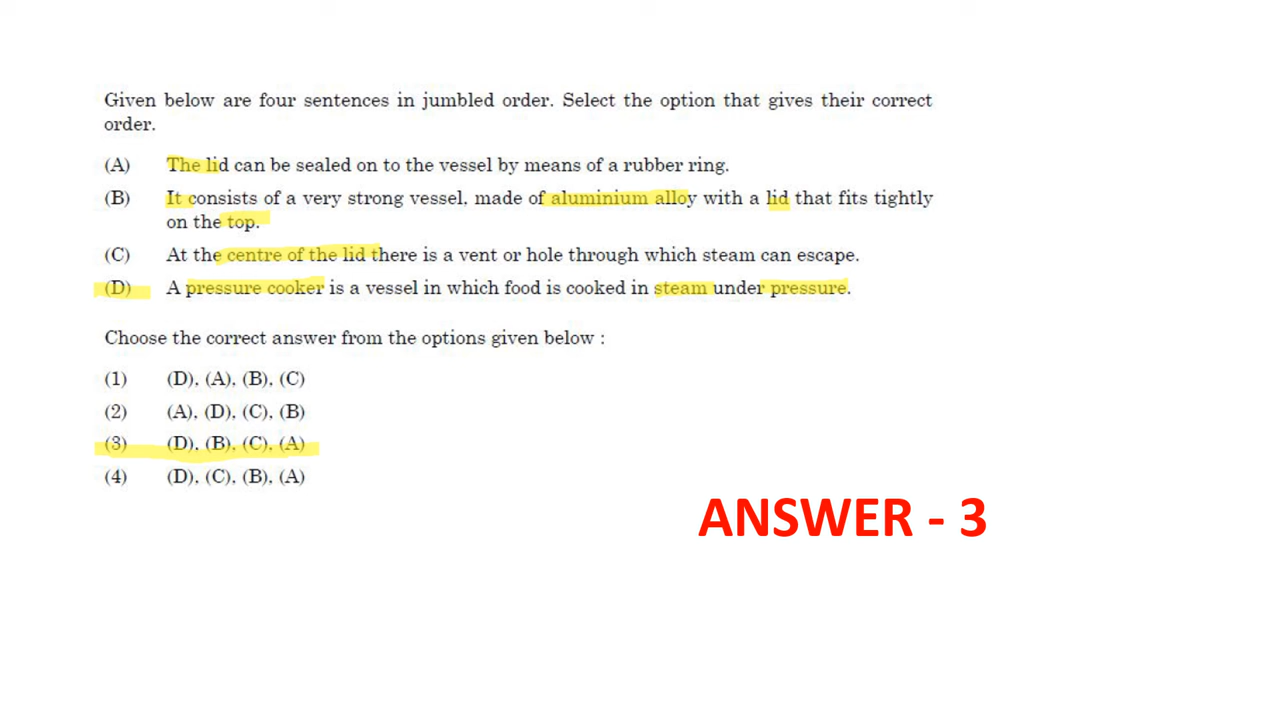 Given below are four sentences in jumbled order. Select the option that gives their correct
order.
(A) The lid can be sealed on to the vessel by means of a rubber ring.
(B) It consists of a very strong vessel, made of aluminium alloy with a lid that fits tightly
on the top.
(C) At the centre of the lid there is a vent or hole through which steam can escape.
(D) A pressure cooker is a vessel in which food is cooked in steam under pressure.
Choose the correct answer from the options given below :
(1) (D), (A), (B), (C)
(2) (A), (D), (C), (B)
(3) (D), (B), (C), (A)
(4) (D), (C), (B), (A)
ANSWER - 3